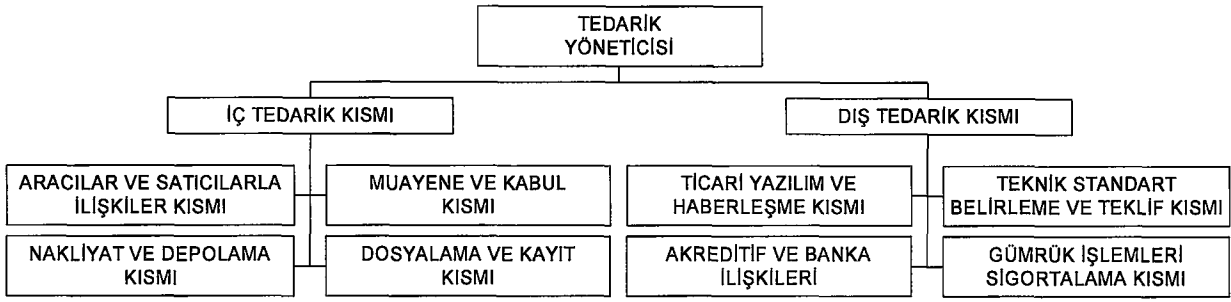 TEDARİK
YÖNETİCİSİ
İÇ TEDARİK KISMI
DIŞ TEDARİK KISMI
ARACILAR VE SATICILARLA
İLİŞKİLER KISMI
MUAYENE VE KABUL
KISMI
TİCARİ YAZILIM VE
HABERLEŞME KISMI
TEKNİK STANDART
BELİRLEME VE TEKLİF KISMI
NAKLİYAT VE DEPOLAMA
KISMI
DOSYALAMA VE KAYIT
KISMI
AKREDİTİF VE BANKA
İLİŞKİLERİ
GÜMRÜK İŞLEMLERİ
SİGORTALAMA KISMI